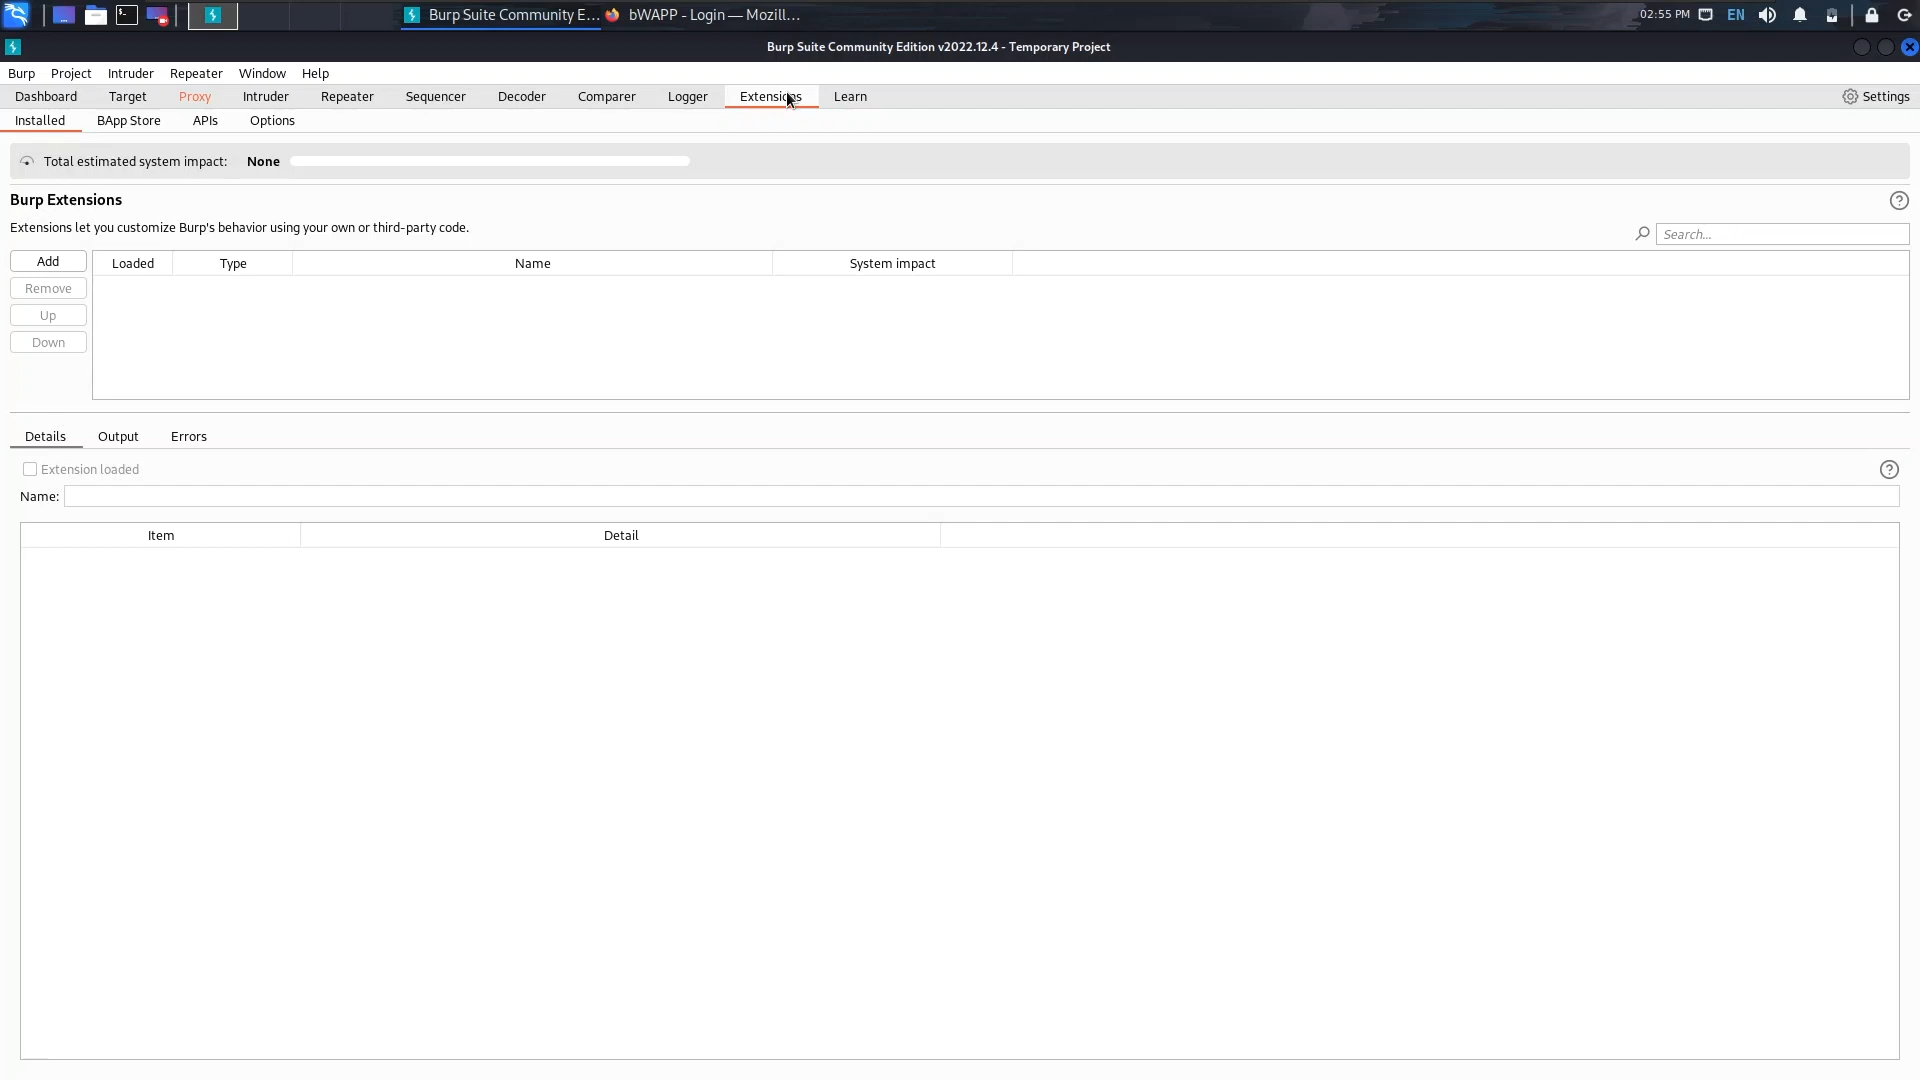 Burp Suite Community E... bWAPP - Login — Mozill... 02:55 PM EN
Burp Suite Community Edition v2022.12.4 - Temporary Project
Burp Project Intruder Repeater Window Help
Dashboard Target Proxy Intruder Repeater Sequencer Decoder Comparer Logger Extensions Learn Settings
Installed BApp Store APIs Options
Total estimated system impact: None
Burp Extensions
Extensions let you customize Burp's behavior using your own or third-party code.
Search...
Add
Remove
Up
Down
Loaded Type Name System impact
Details Output Errors
Extension loaded
Name:
Item Detail